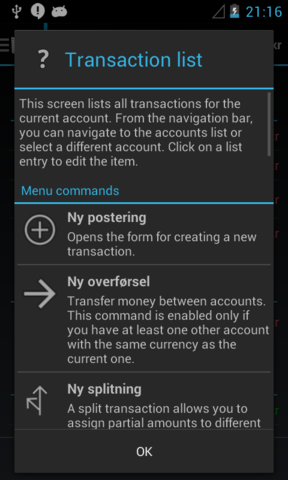 21:16
kr
Transaction list
This screen lists all transactions for the
current account. From the navigation bar,
you can navigate to the accounts list or
select a different account. Click on a list
entry to edit the item.
Menu commands
Ny postering
Opens the form for creating a new
transaction.
Ny overførsel
Transfer money between accounts.
This command is enabled only if
you have at least one other account
with the same currency as the
current one.
Ny splitning
A split transaction allows you to
assign partial amounts to different
OK